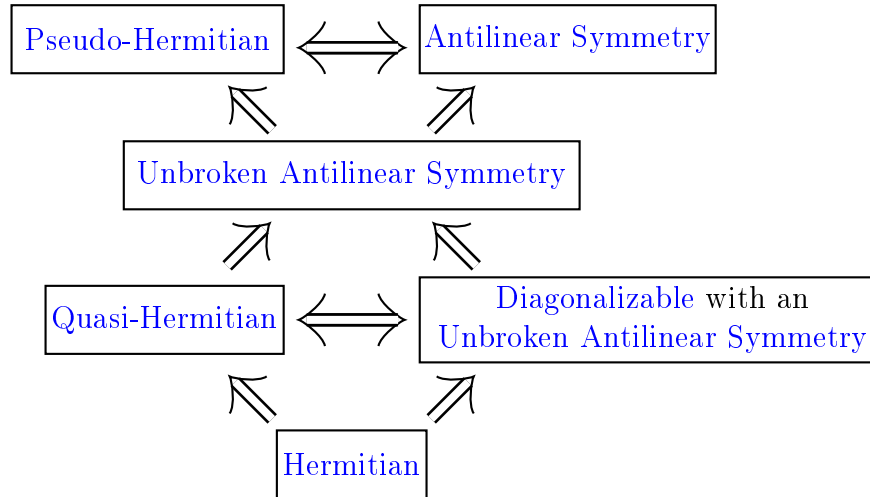 Pseudo-Hermitian
Antilinear Symmetry
Unbroken Antilinear Symmetry
Quasi-Hermitian
Diagonalizable with an
Unbroken Antilinear Symmetry
Hermitian